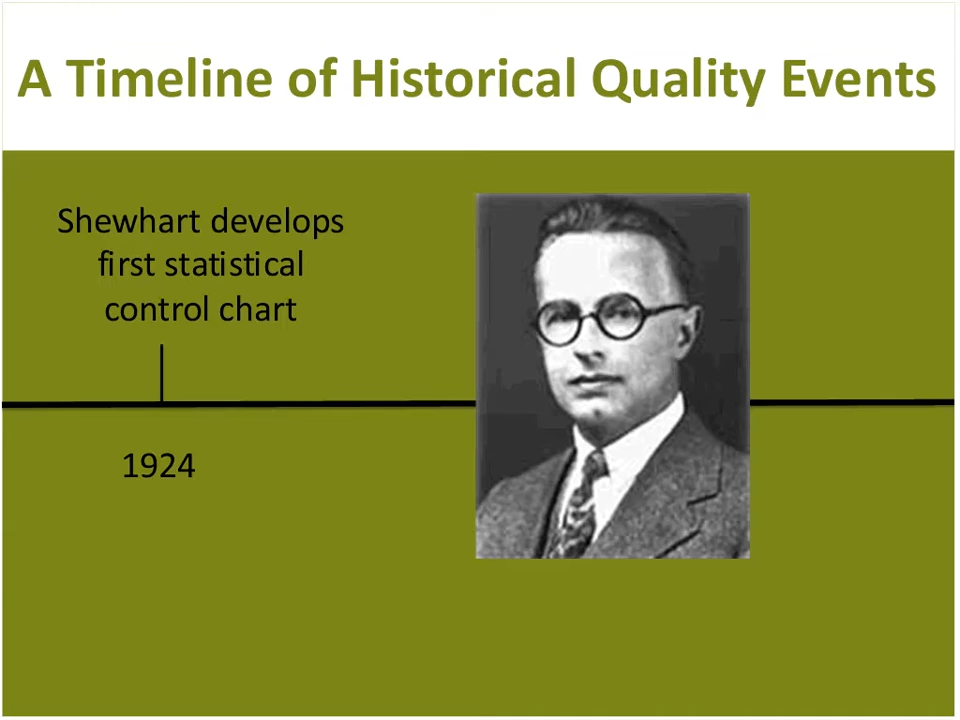 A Timeline of Historical Quality Events
Shewhart develops
first statistical
control chart
1924